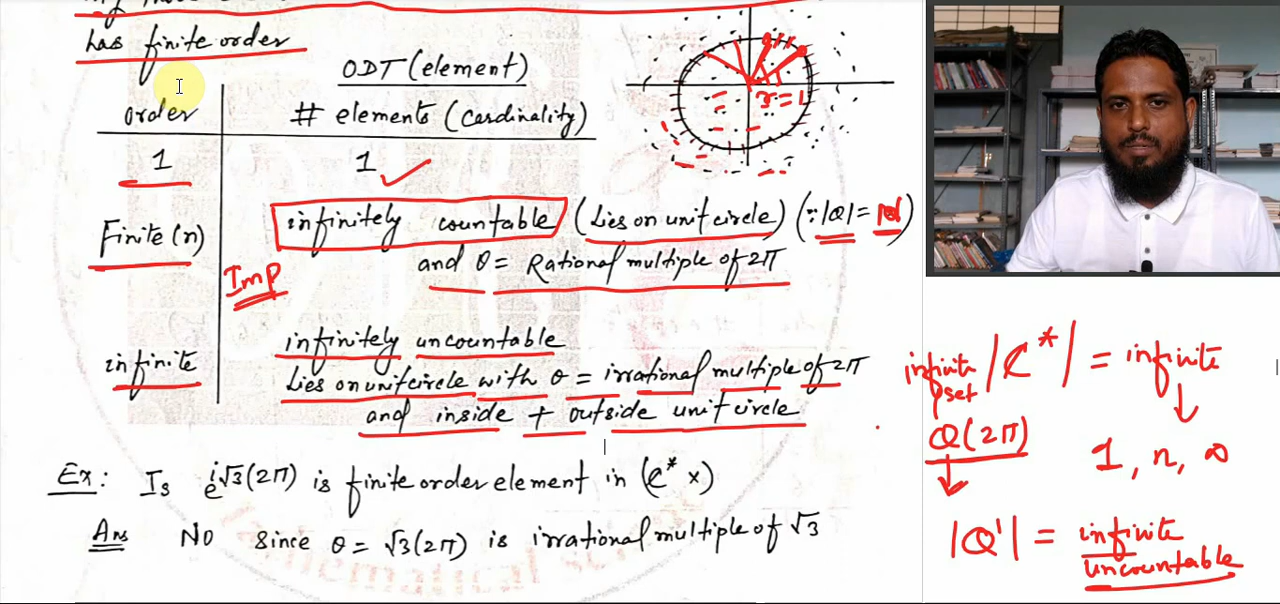 has finite order
ODT (element)
order # elements (cardinality)
1 1 ✓
r=1
Finite (n) infinitely countable (Lies on unit circle) (∵|Q|=|N|)
and θ = Rational multiple of 2π
Imp
infinite infinitely uncountable
Lies on unit circle with θ = irrational multiple of 2π
and inside + outside unit circle
Ex: Is e^i√3(2π) is finite order element in (ℂ* ×)
Ans No since θ = √3(2π) is irrational multiple of √3
infinite set |ℂ*| = infinite
↓
Q(2π) 1, n, ∞
↓
|Q'| = infinite
uncountable